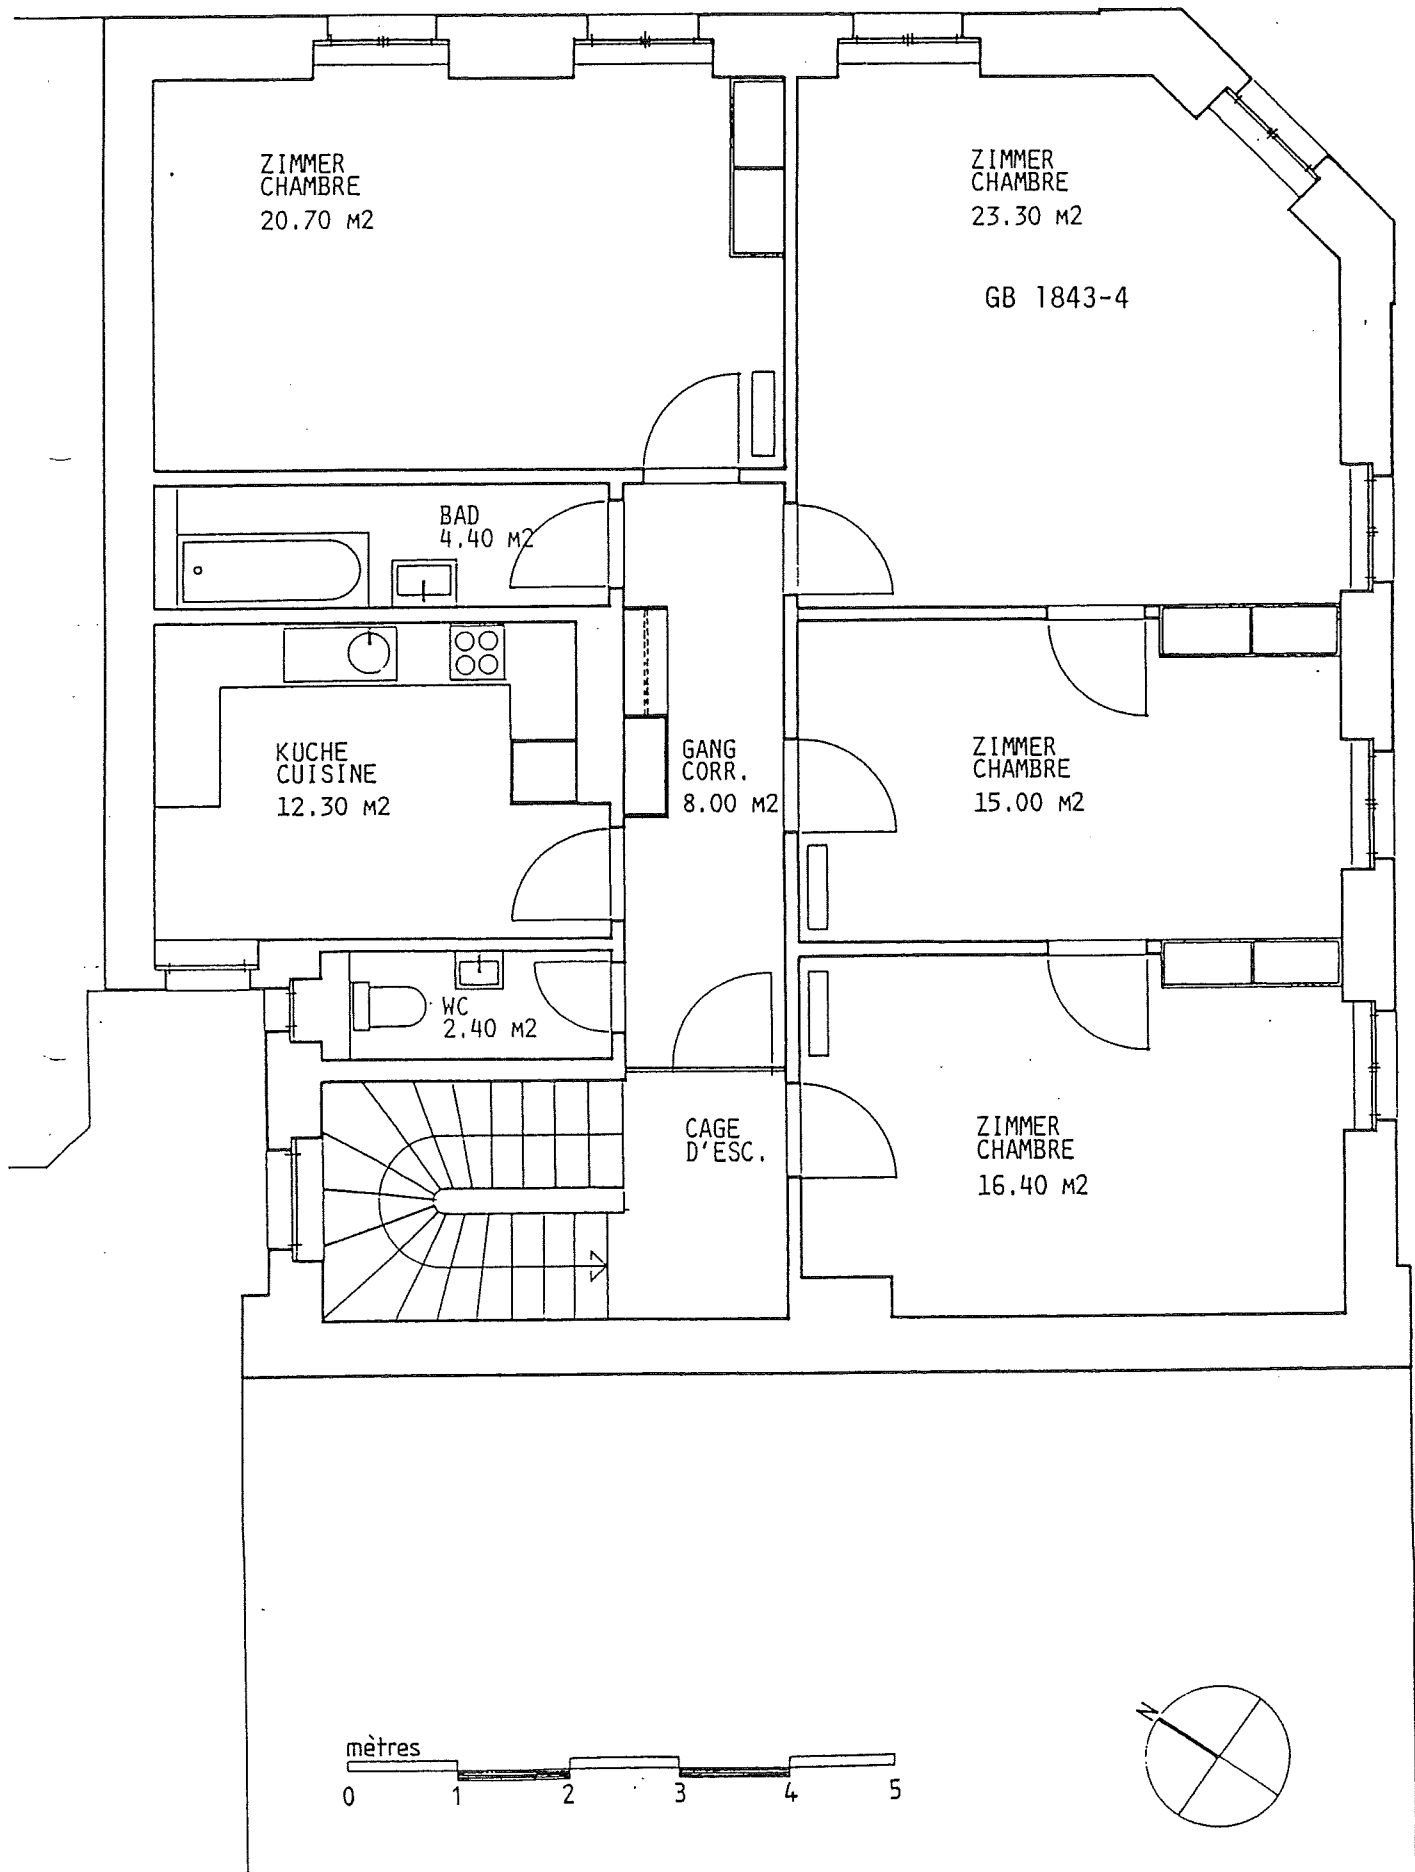 ZIMMER
CHAMBRE
20.70 M2
ZIMMER
CHAMBRE
23.30 M2
GB 1843-4
BAD
4.40 M2
KUCHE
CUISINE
12.30 M2
GANG
CORR.
8.00 M2
ZIMMER
CHAMBRE
15.00 M2
WC
2.40 M2
CAGE
D'ESC.
ZIMMER
CHAMBRE
16.40 M2
N
mètres
0 1 2 3 4 5